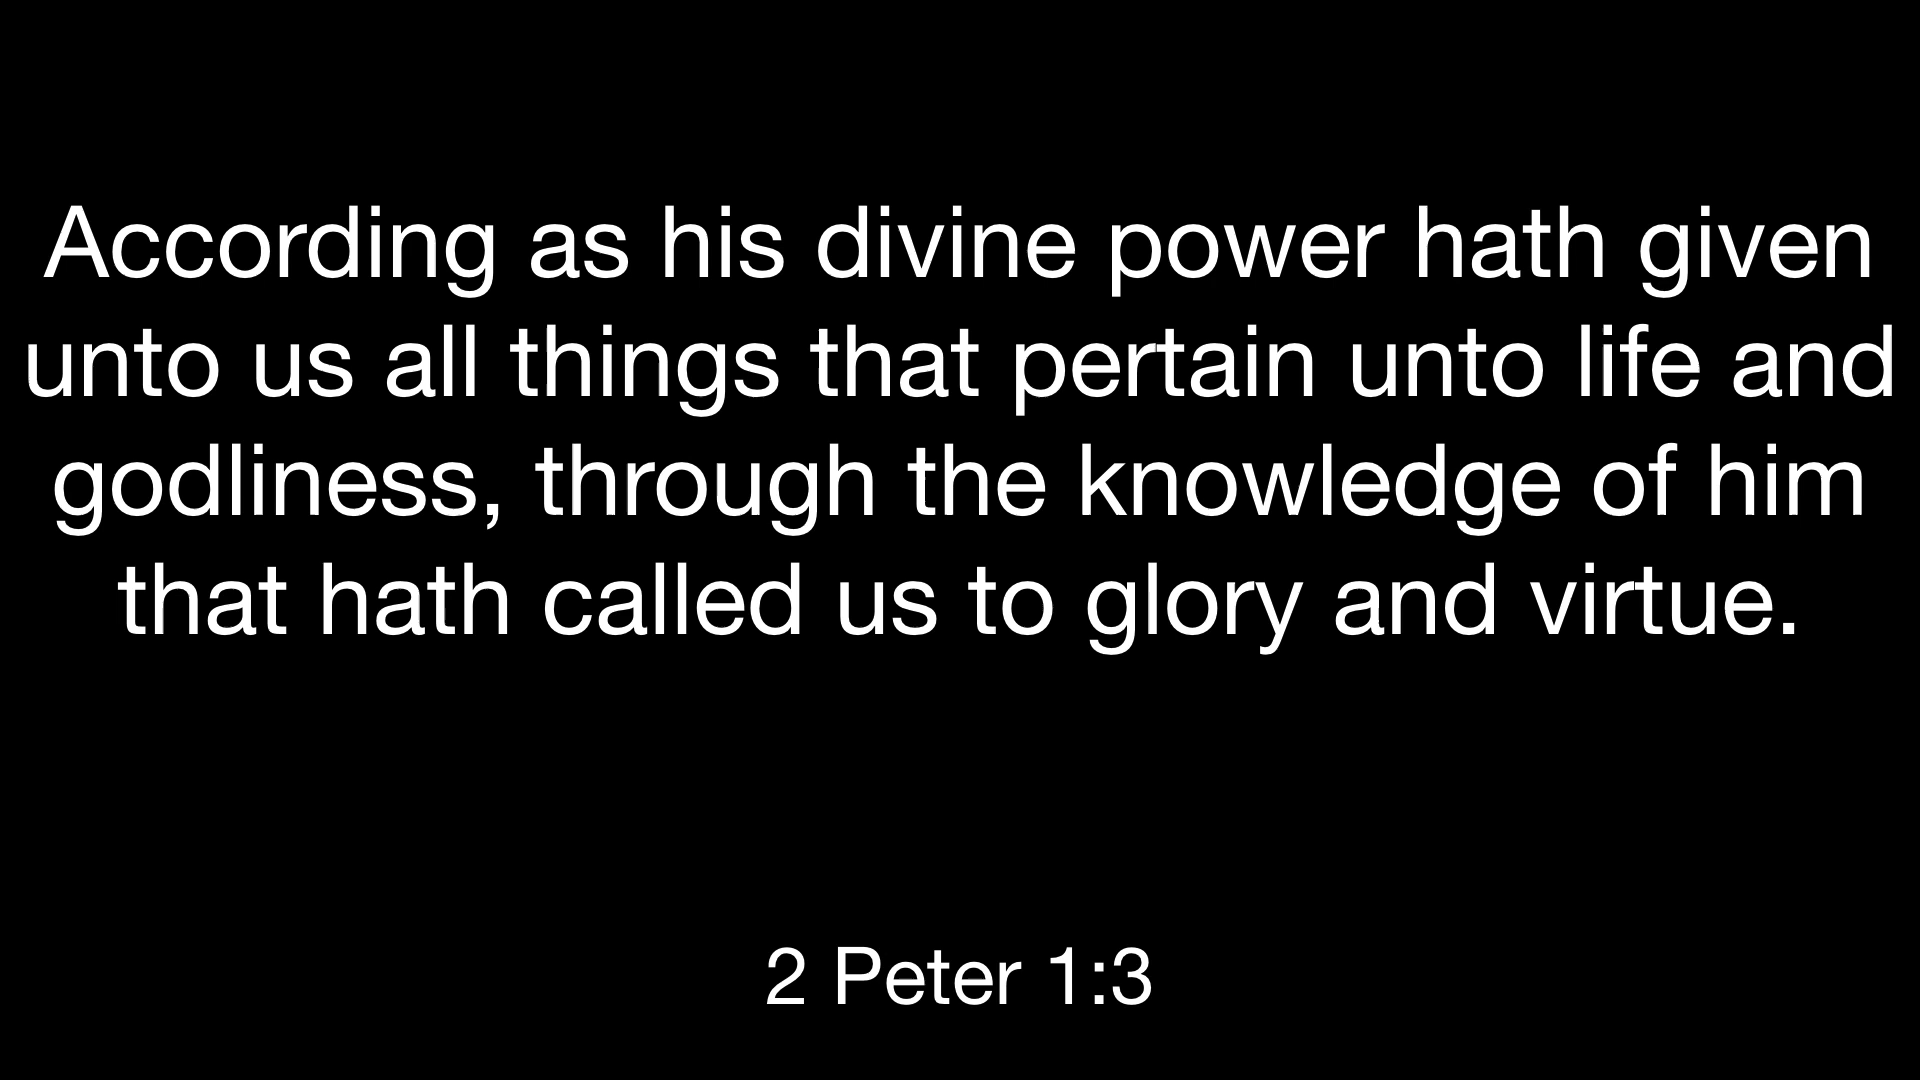 According as his divine power hath given
unto us all things that pertain unto life and
godliness, through the knowledge of him
that hath called us to glory and virtue.
2 Peter 1:3